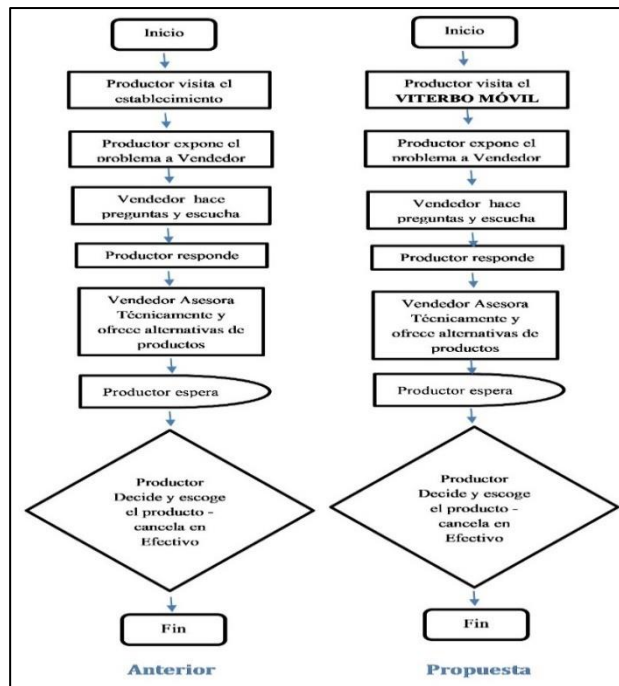 Inicio
Productor visita el
establecimiento
Productor expone el
problema a Vendedor
Vendedor hace
preguntas y escucha
Productor responde
Vendedor Asesora
Técnicamente y
ofrece alternativas de
productos
Productor espera
Productor
Decide y escoge
el producto -
cancela en
Efectivo
Fin
Anterior
Inicio
Productor visita el
VITERBO MÓVIL
Productor expone el
problema a Vendedor
Vendedor hace
preguntas y escucha
Productor responde
Vendedor Asesora
Técnicamente y
ofrece alternativas de
productos
Productor espera
Productor
Decide y escoge
el producto -
cancela en
Efectivo
Fin
Propuesta